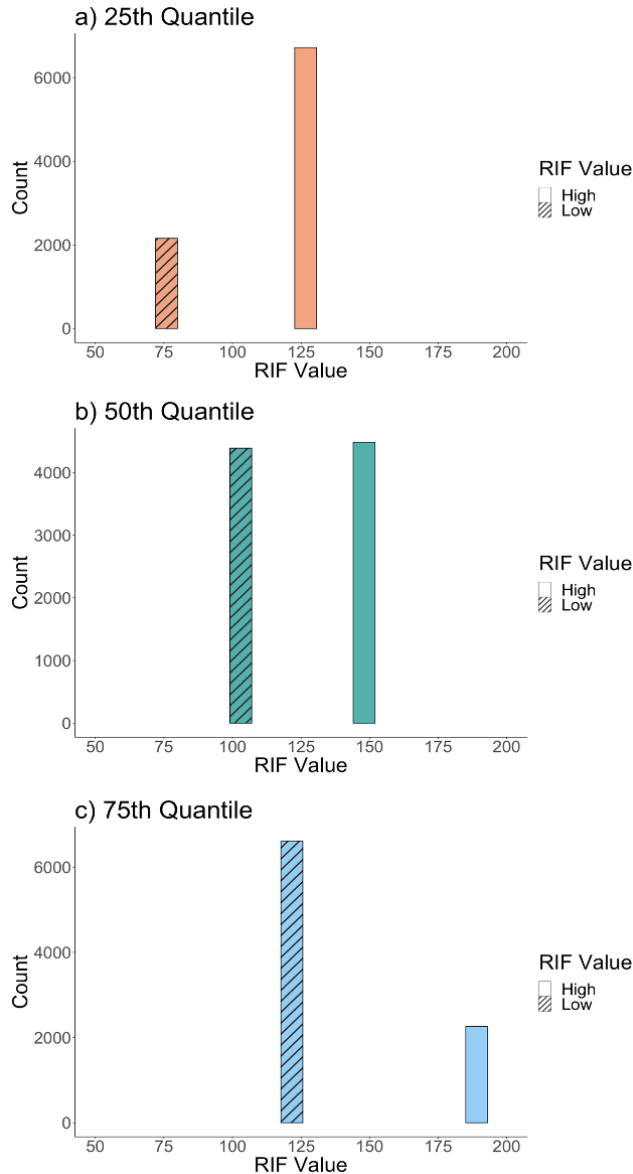 a) 25th Quantile
6000
4000
2000
0
Count
50 75 100 125 150 175 200
RIF Value
RIF Value
High
Low
b) 50th Quantile
4000
3000
2000
1000
0
Count
50 75 100 125 150 175 200
RIF Value
RIF Value
High
Low
c) 75th Quantile
6000
4000
2000
0
Count
50 75 100 125 150 175 200
RIF Value
RIF Value
High
Low